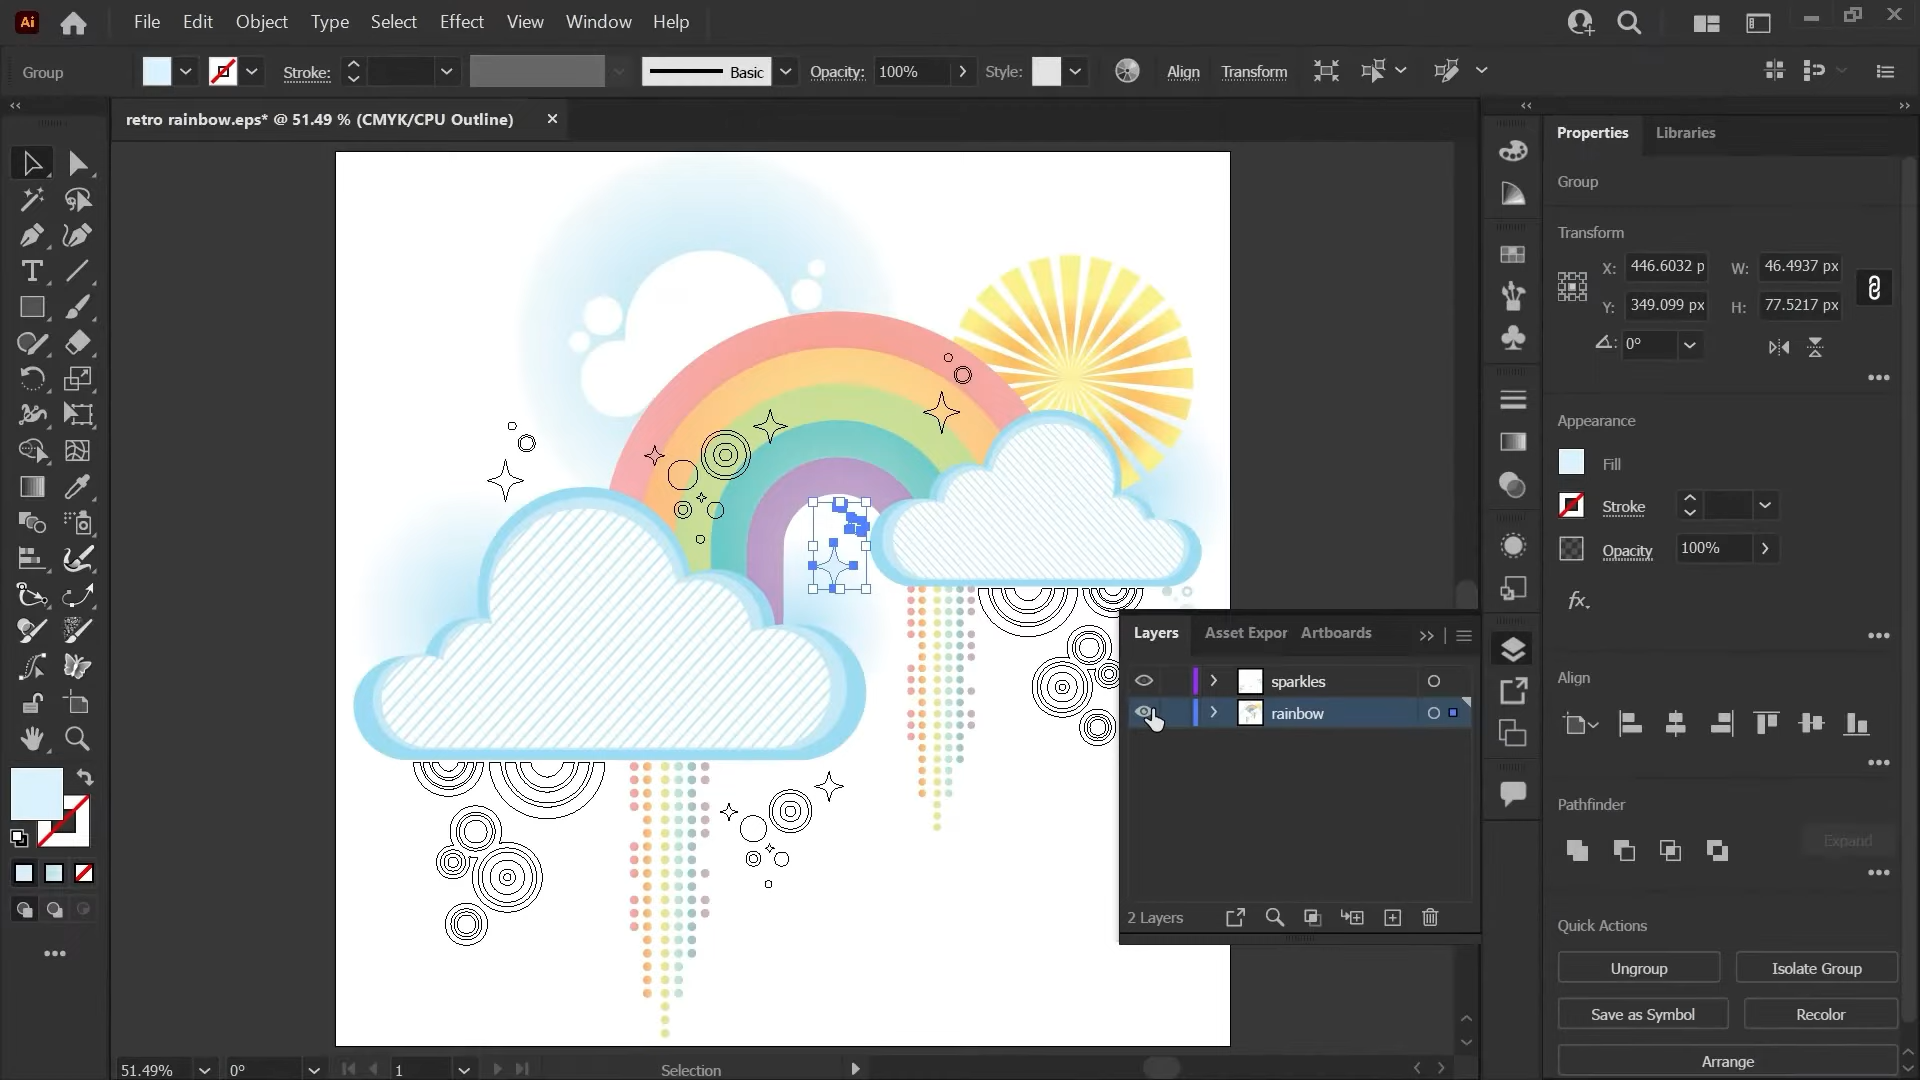 Ai File Edit Object Type Select Effect View Window Help
Group Stroke: Basic Opacity: 100% Style: Align Transform
retro rainbow.eps* @ 51.49 % (CMYK/CPU Outline)
Properties Libraries
Group
Transform
X: 446.6032 p W: 46.4937 px
Y: 349.099 px H: 77.5217 px
0°
Appearance
Fill
Stroke
Opacity 100%
fx
Layers Asset Expor Artboards
sparkles
rainbow
2 Layers
Align
Pathfinder
Expand
Quick Actions
Ungroup Isolate Group
Save as Symbol Recolor
Arrange
51.49% 0° 1 Selection